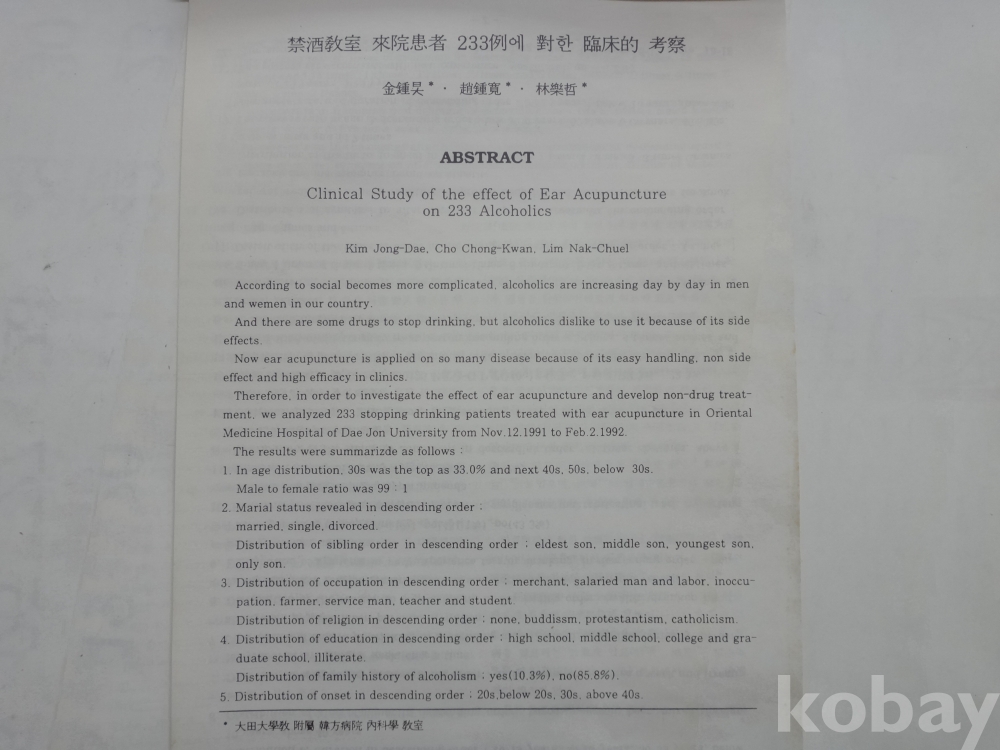 禁酒敎室 來院患者 233例에 對한 臨床的 考察
金鍾昊* · 趙鍾寬* · 林樂哲*
ABSTRACT
Clinical Study of the effect of Ear Acupuncture
on 233 Alcoholics
Kim Jong-Dae, Cho Chong-Kwan, Lim Nak-Chuel
According to social becomes more complicated, alcoholics are increasing day by day in men
and women in our country.
And there are some drugs to stop drinking, but alcoholics dislike to use it because of its side
effects.
Now ear acupuncture is applied on so many disease because of its easy handling, non side
effect and high efficacy in clinics.
Therefore, in order to investigate the effect of ear acupuncture and develop non-drug treat-
ment, we analyzed 233 stopping drinking patients treated with ear acupuncture in Oriental
Medicine Hospital of Dae Jon University from Nov.12.1991 to Feb.2.1992.
The results were summarizde as follows :
1. In age distribution, 30s was the top as 33.0% and next 40s, 50s, below 30s.
Male to female ratio was 99 : 1
2. Marial status revealed in descending order :
married, single, divorced.
Distribution of sibling order in descending order : eldest son, middle son, youngest son,
only son.
3. Distribution of occupation in descending order : merchant, salaried man and labor, inoccu-
pation, farmer, service man, teacher and student.
Distribution of religion in descending order : none, buddissm, protestantism, catholicism.
4. Distribution of education in descending order : high school, middle school, college and gra-
duate school, illiterate.
Distribution of family history of alcoholism : yes(10.3%), no(85.8%).
5. Distribution of onset in descending order : 20s,below 20s, 30s, above 40s.
* 大田大學敎 附屬 韓方病院 內科學 敎室
kobay